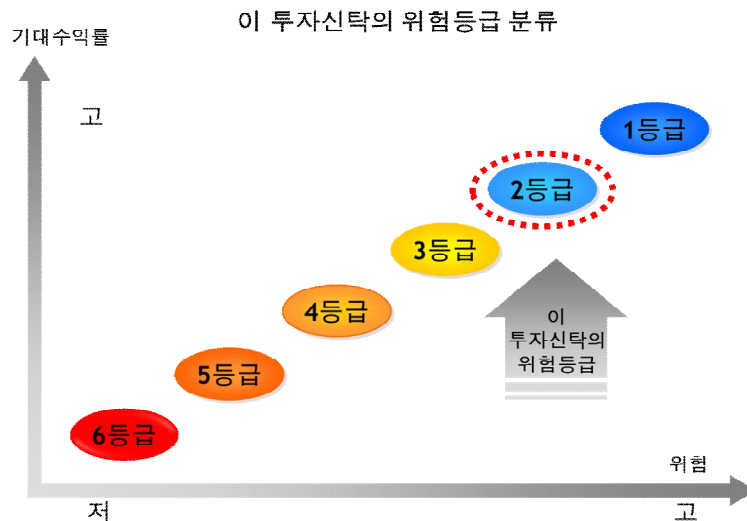 이 투자신탁의 위험등급 분류
기대수익률
고
1등급
2등급
3등급
4등급
5등급
6등급
이
투자신탁의
위험등급
위험
저
고